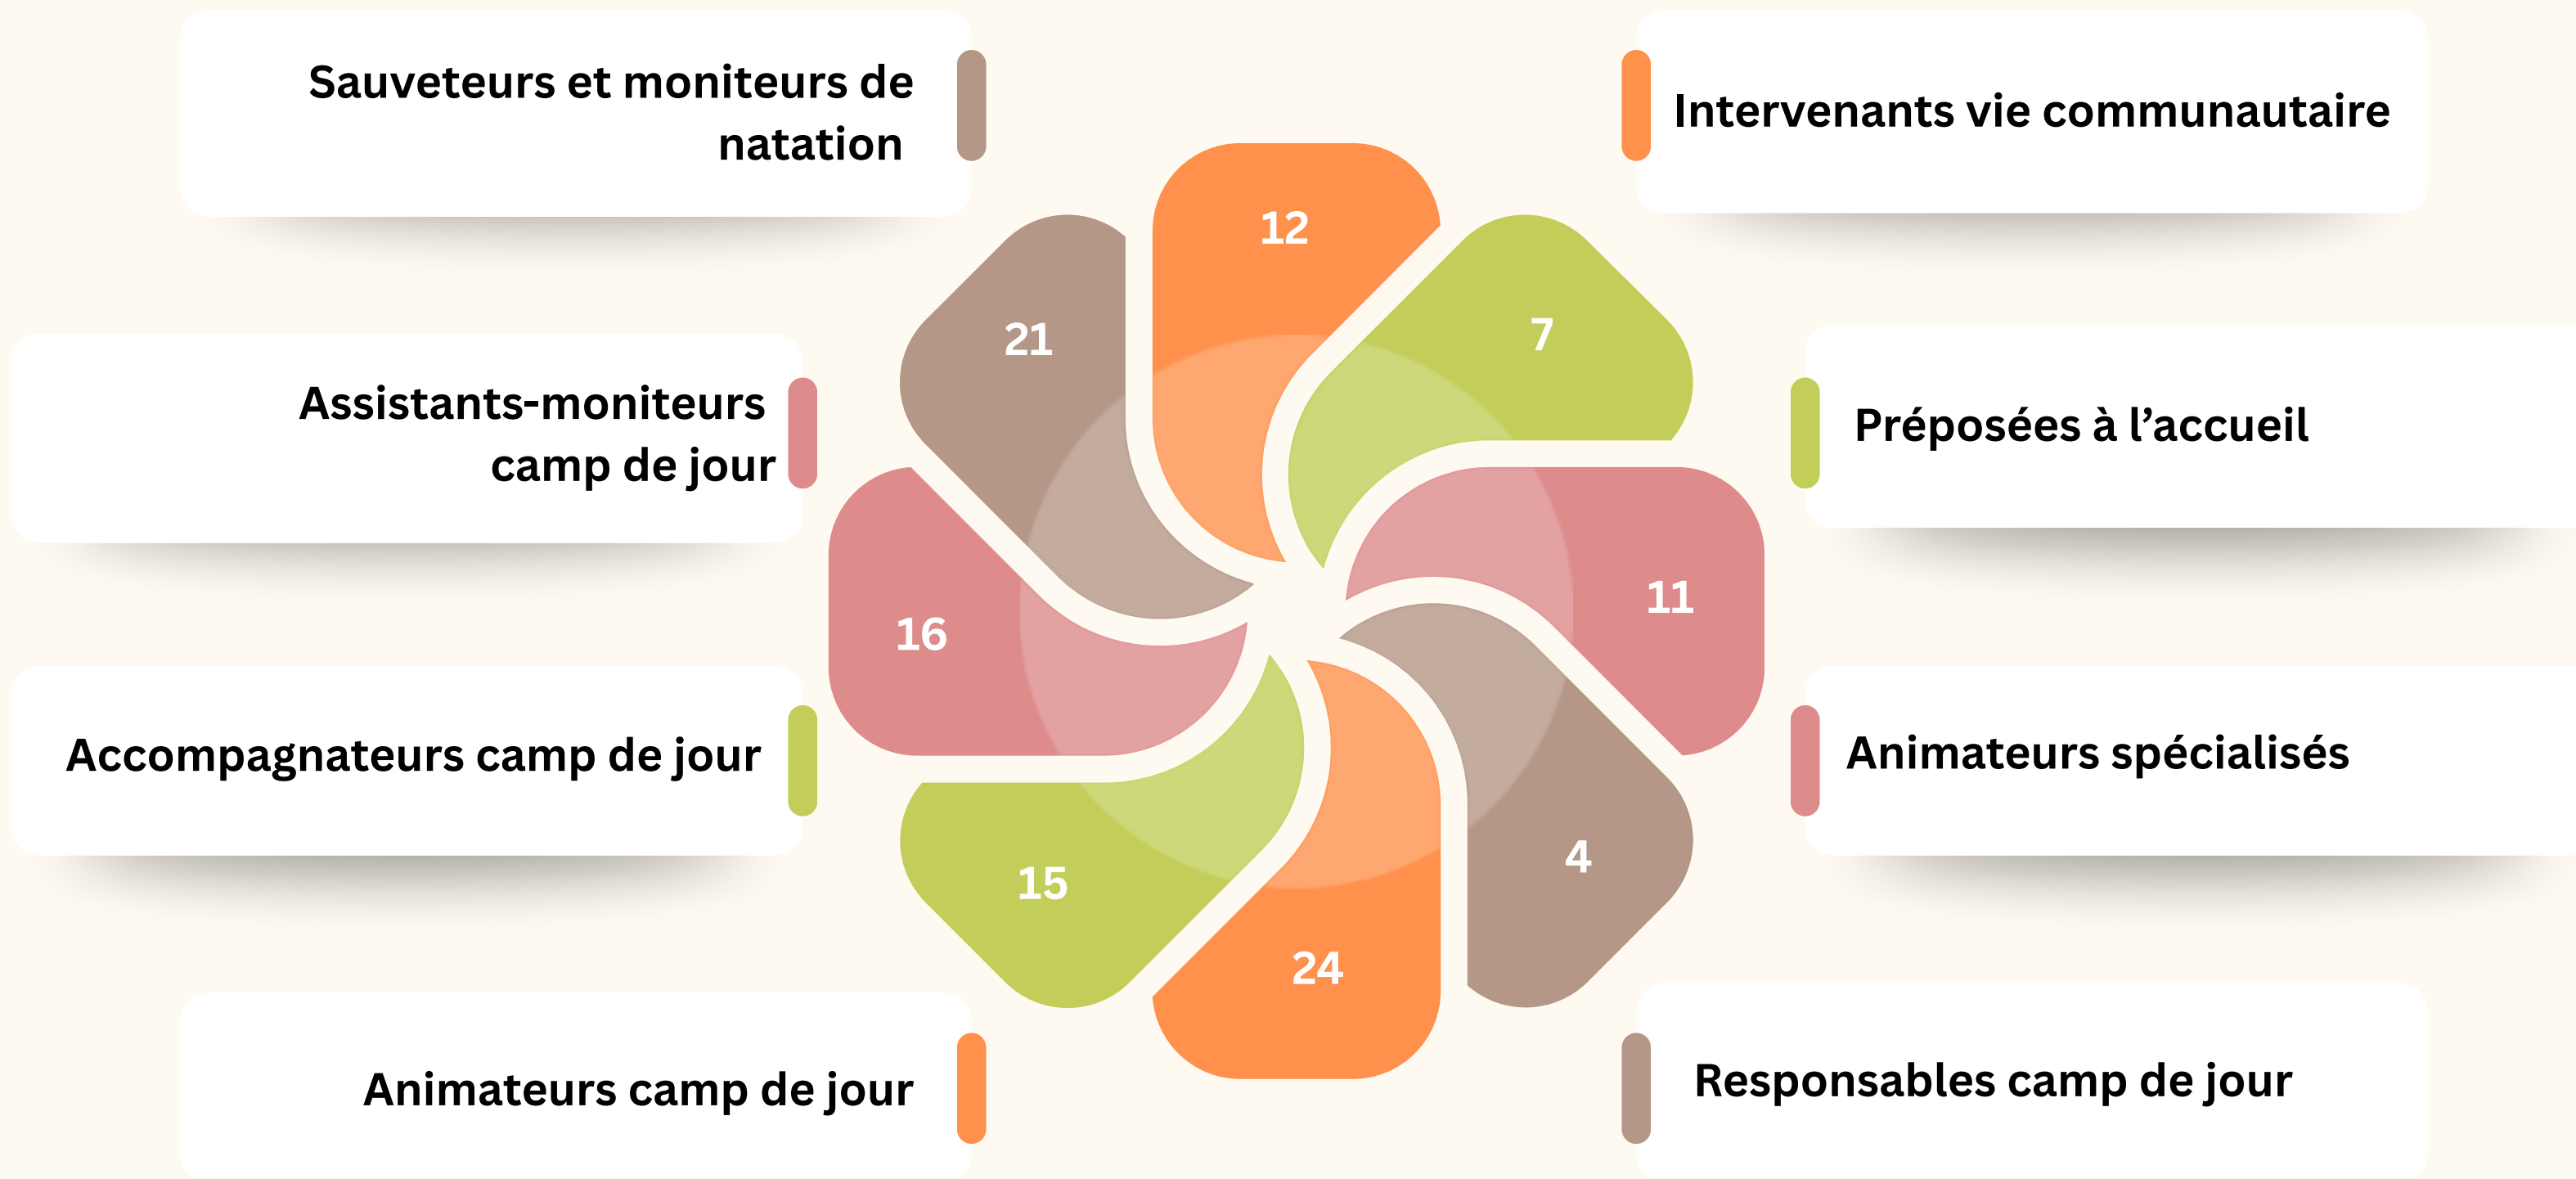 Sauveteurs et moniteurs de
natation
Intervenants vie communautaire
12
7
21
Assistants-moniteurs
camp de jour
Préposées à l’accueil
11
16
Accompagnateurs camp de jour
Animateurs spécialisés
4
15
24
Animateurs camp de jour
Responsables camp de jour